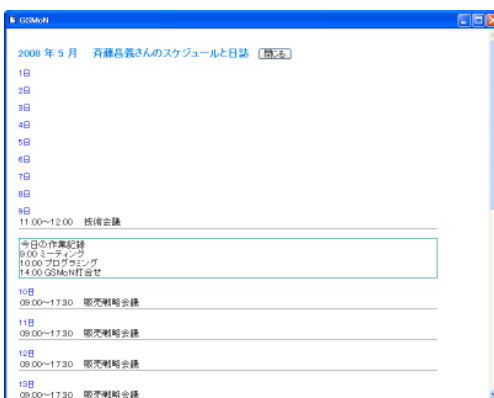 GSMoN
2008 年 5 月 斉藤昌義さんのスケジュールと日誌 閉じる
1日
2日
3日
4日
5日
6日
7日
8日
9日
11:00～12:00 技術会議
今日の作業記録
9:00 ミーティング
10:00 プログラミング
14:00 GSMoN打合せ
10日
09:00～17:30 販売戦略会議
11日
09:00～17:30 販売戦略会議
12日
09:00～17:30 販売戦略会議
13日
09:00～17:30 販売戦略会議